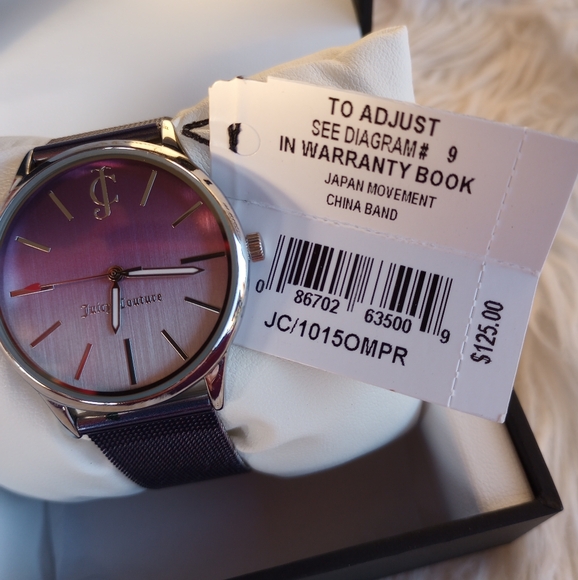 JC
Juicy Couture
TO ADJUST
SEE DIAGRAM# 9
IN WARRANTY BOOK
JAPAN MOVEMENT
CHINA BAND
0 86702 63500 9
JC/1015OMPR
$125.00